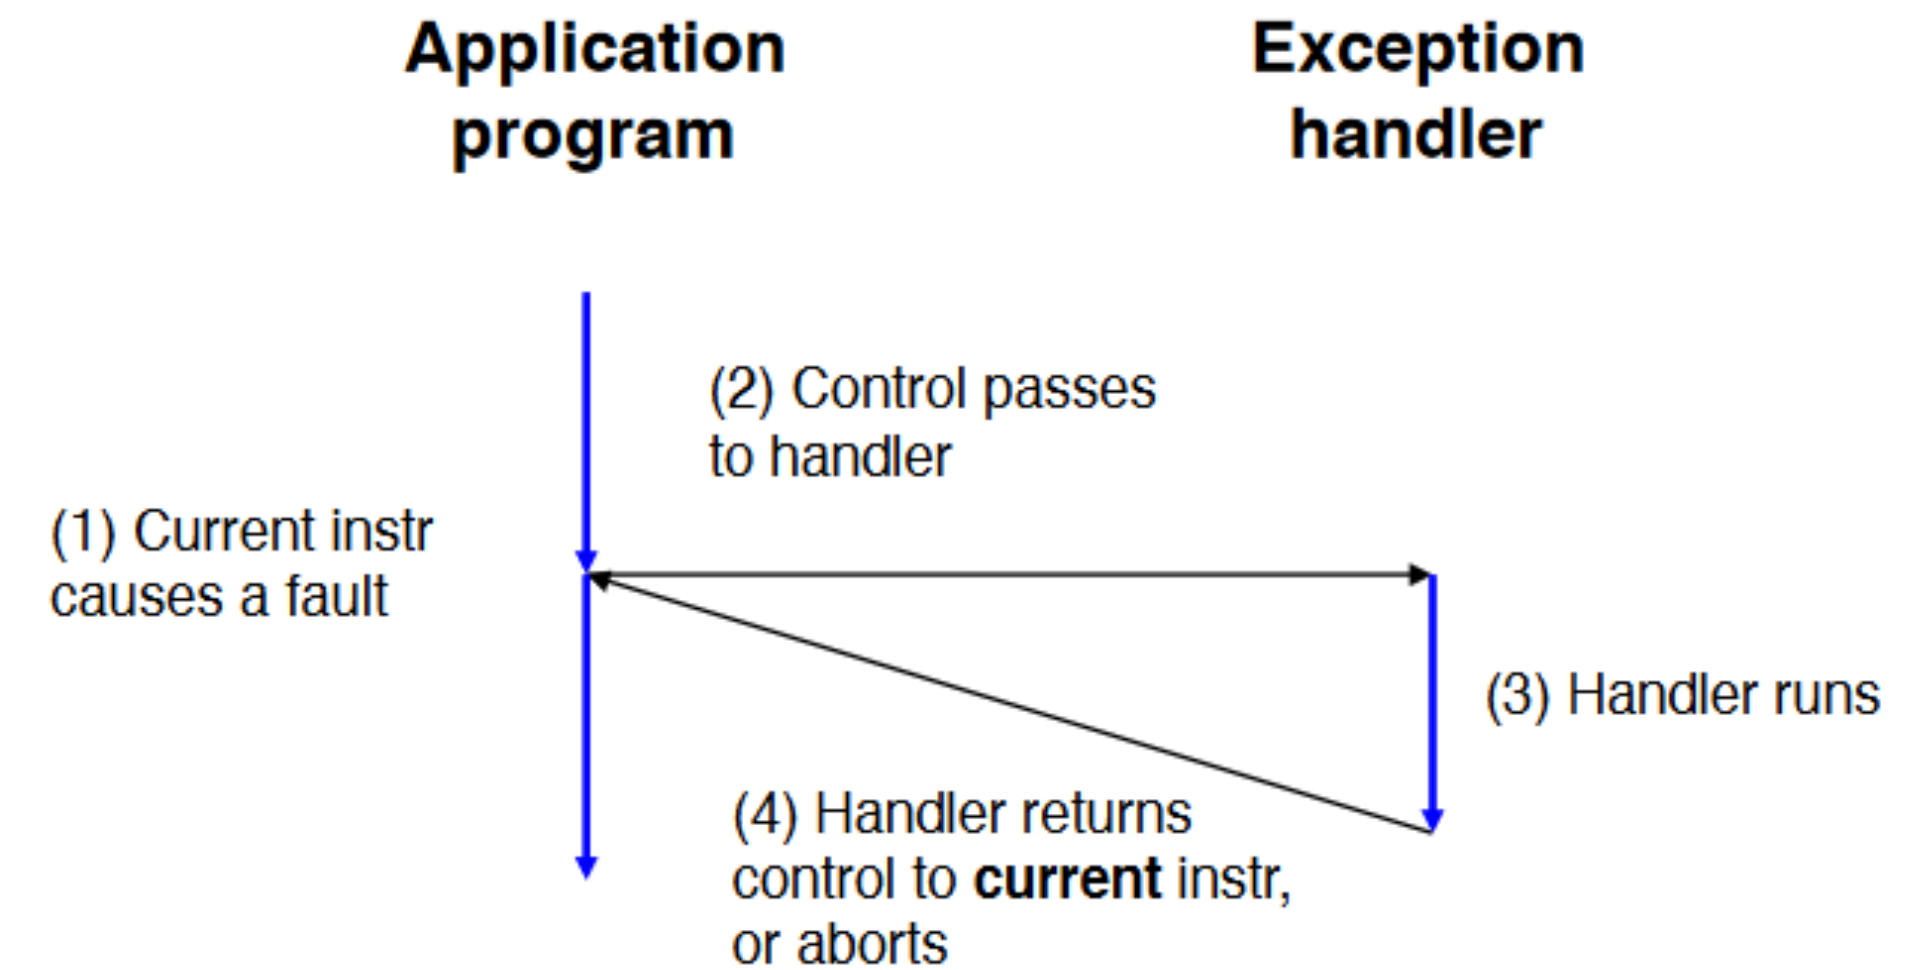 Application
program
Exception
handler
(2) Control passes
to handler
(1) Current instr
causes a fault
(3) Handler runs
(4) Handler returns
control to current instr,
or aborts